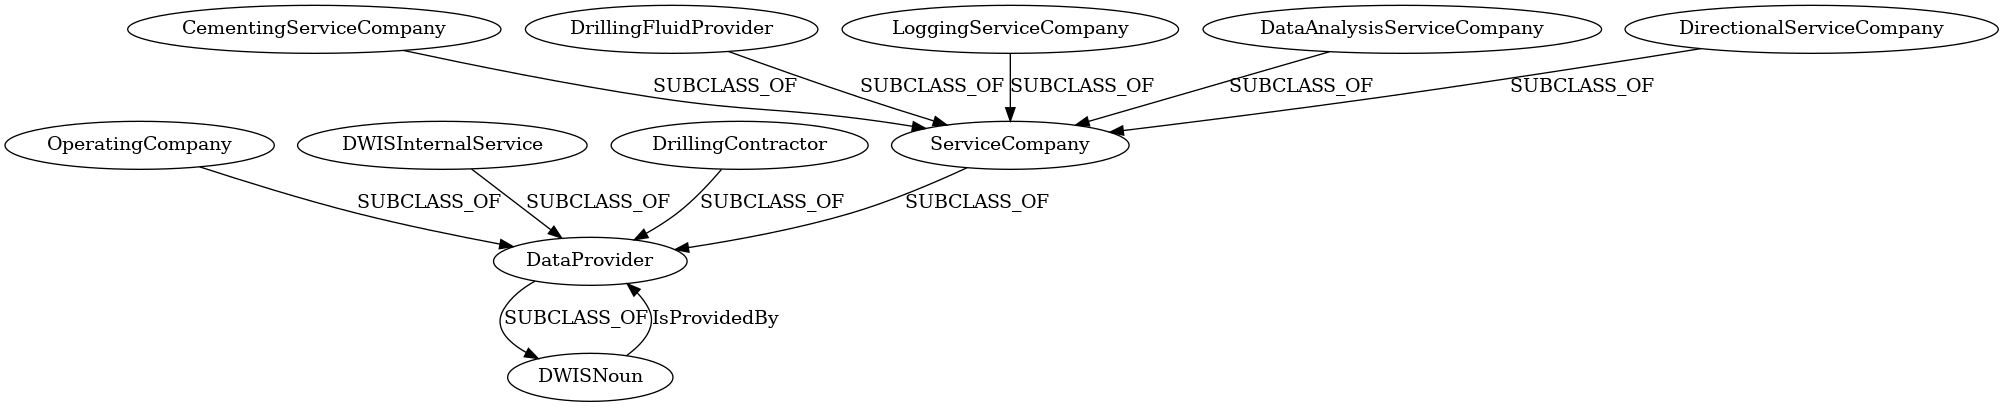 CementingServiceCompany
DrillingFluidProvider
LoggingServiceCompany
DataAnalysisServiceCompany
DirectionalServiceCompany
SUBCLASS_OF
SUBCLASS_OF
SUBCLASS_OF
SUBCLASS_OF
SUBCLASS_OF
OperatingCompany
DWISInternalService
DrillingContractor
ServiceCompany
SUBCLASS_OF
SUBCLASS_OF
SUBCLASS_OF
SUBCLASS_OF
DataProvider
SUBCLASS_OF
IsProvidedBy
DWISNoun